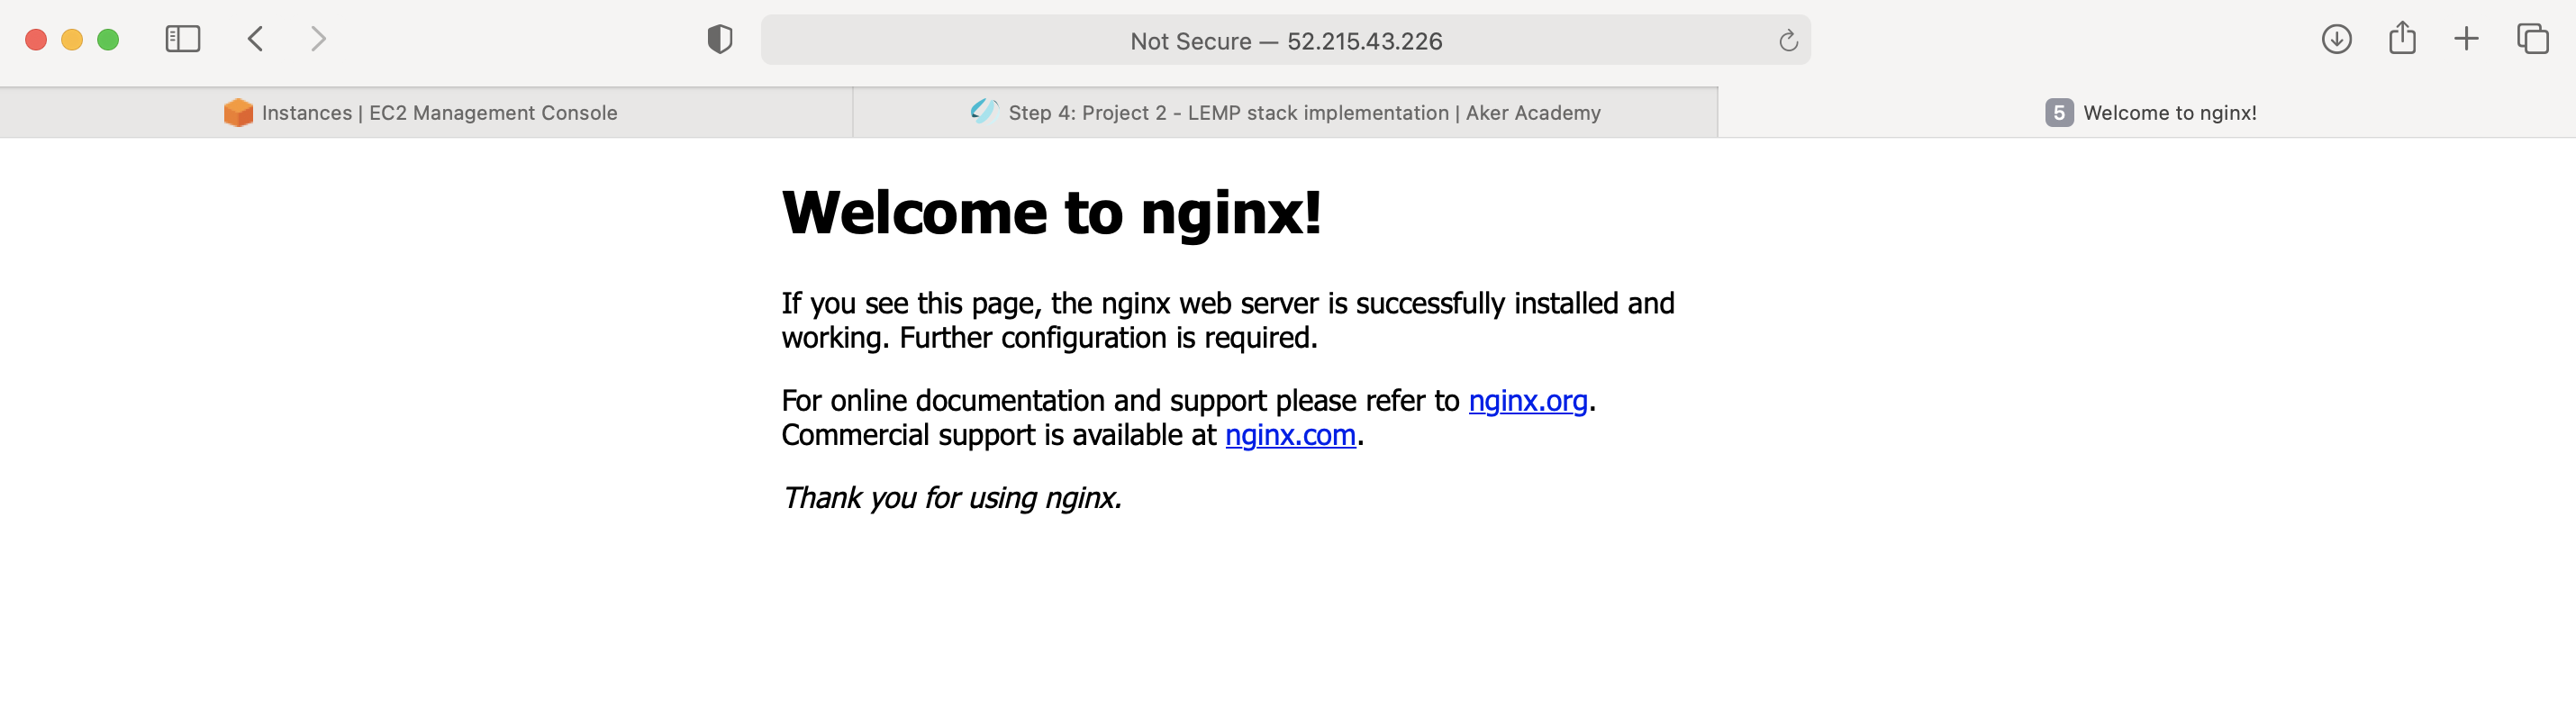 Not Secure — 52.215.43.226
Instances | EC2 Management Console
Step 4: Project 2 - LEMP stack implementation | Aker Academy
5 Welcome to nginx!
Welcome to nginx!
If you see this page, the nginx web server is successfully installed and
working. Further configuration is required.
For online documentation and support please refer to nginx.org.
Commercial support is available at nginx.com.
Thank you for using nginx.